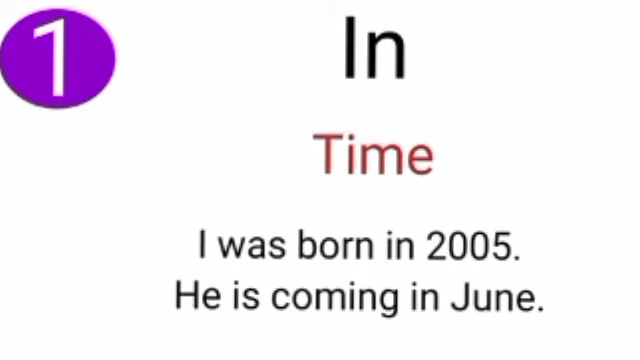 1
In
Time
I was born in 2005.
He is coming in June.